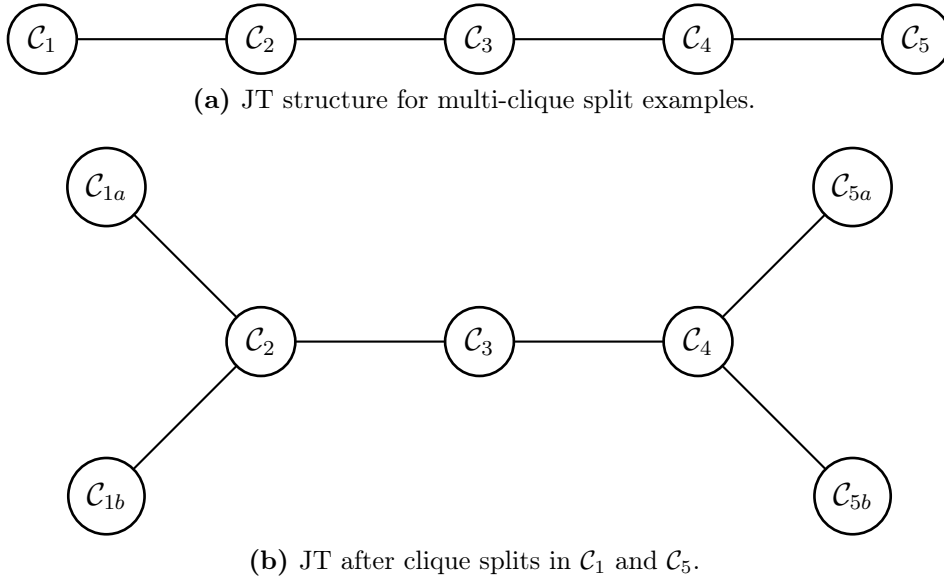 C1 C2 C3 C4 C5
(a) JT structure for multi-clique split examples.
C1a C5a
C2 C3 C4
C1b C5b
(b) JT after clique splits in C1 and C5.